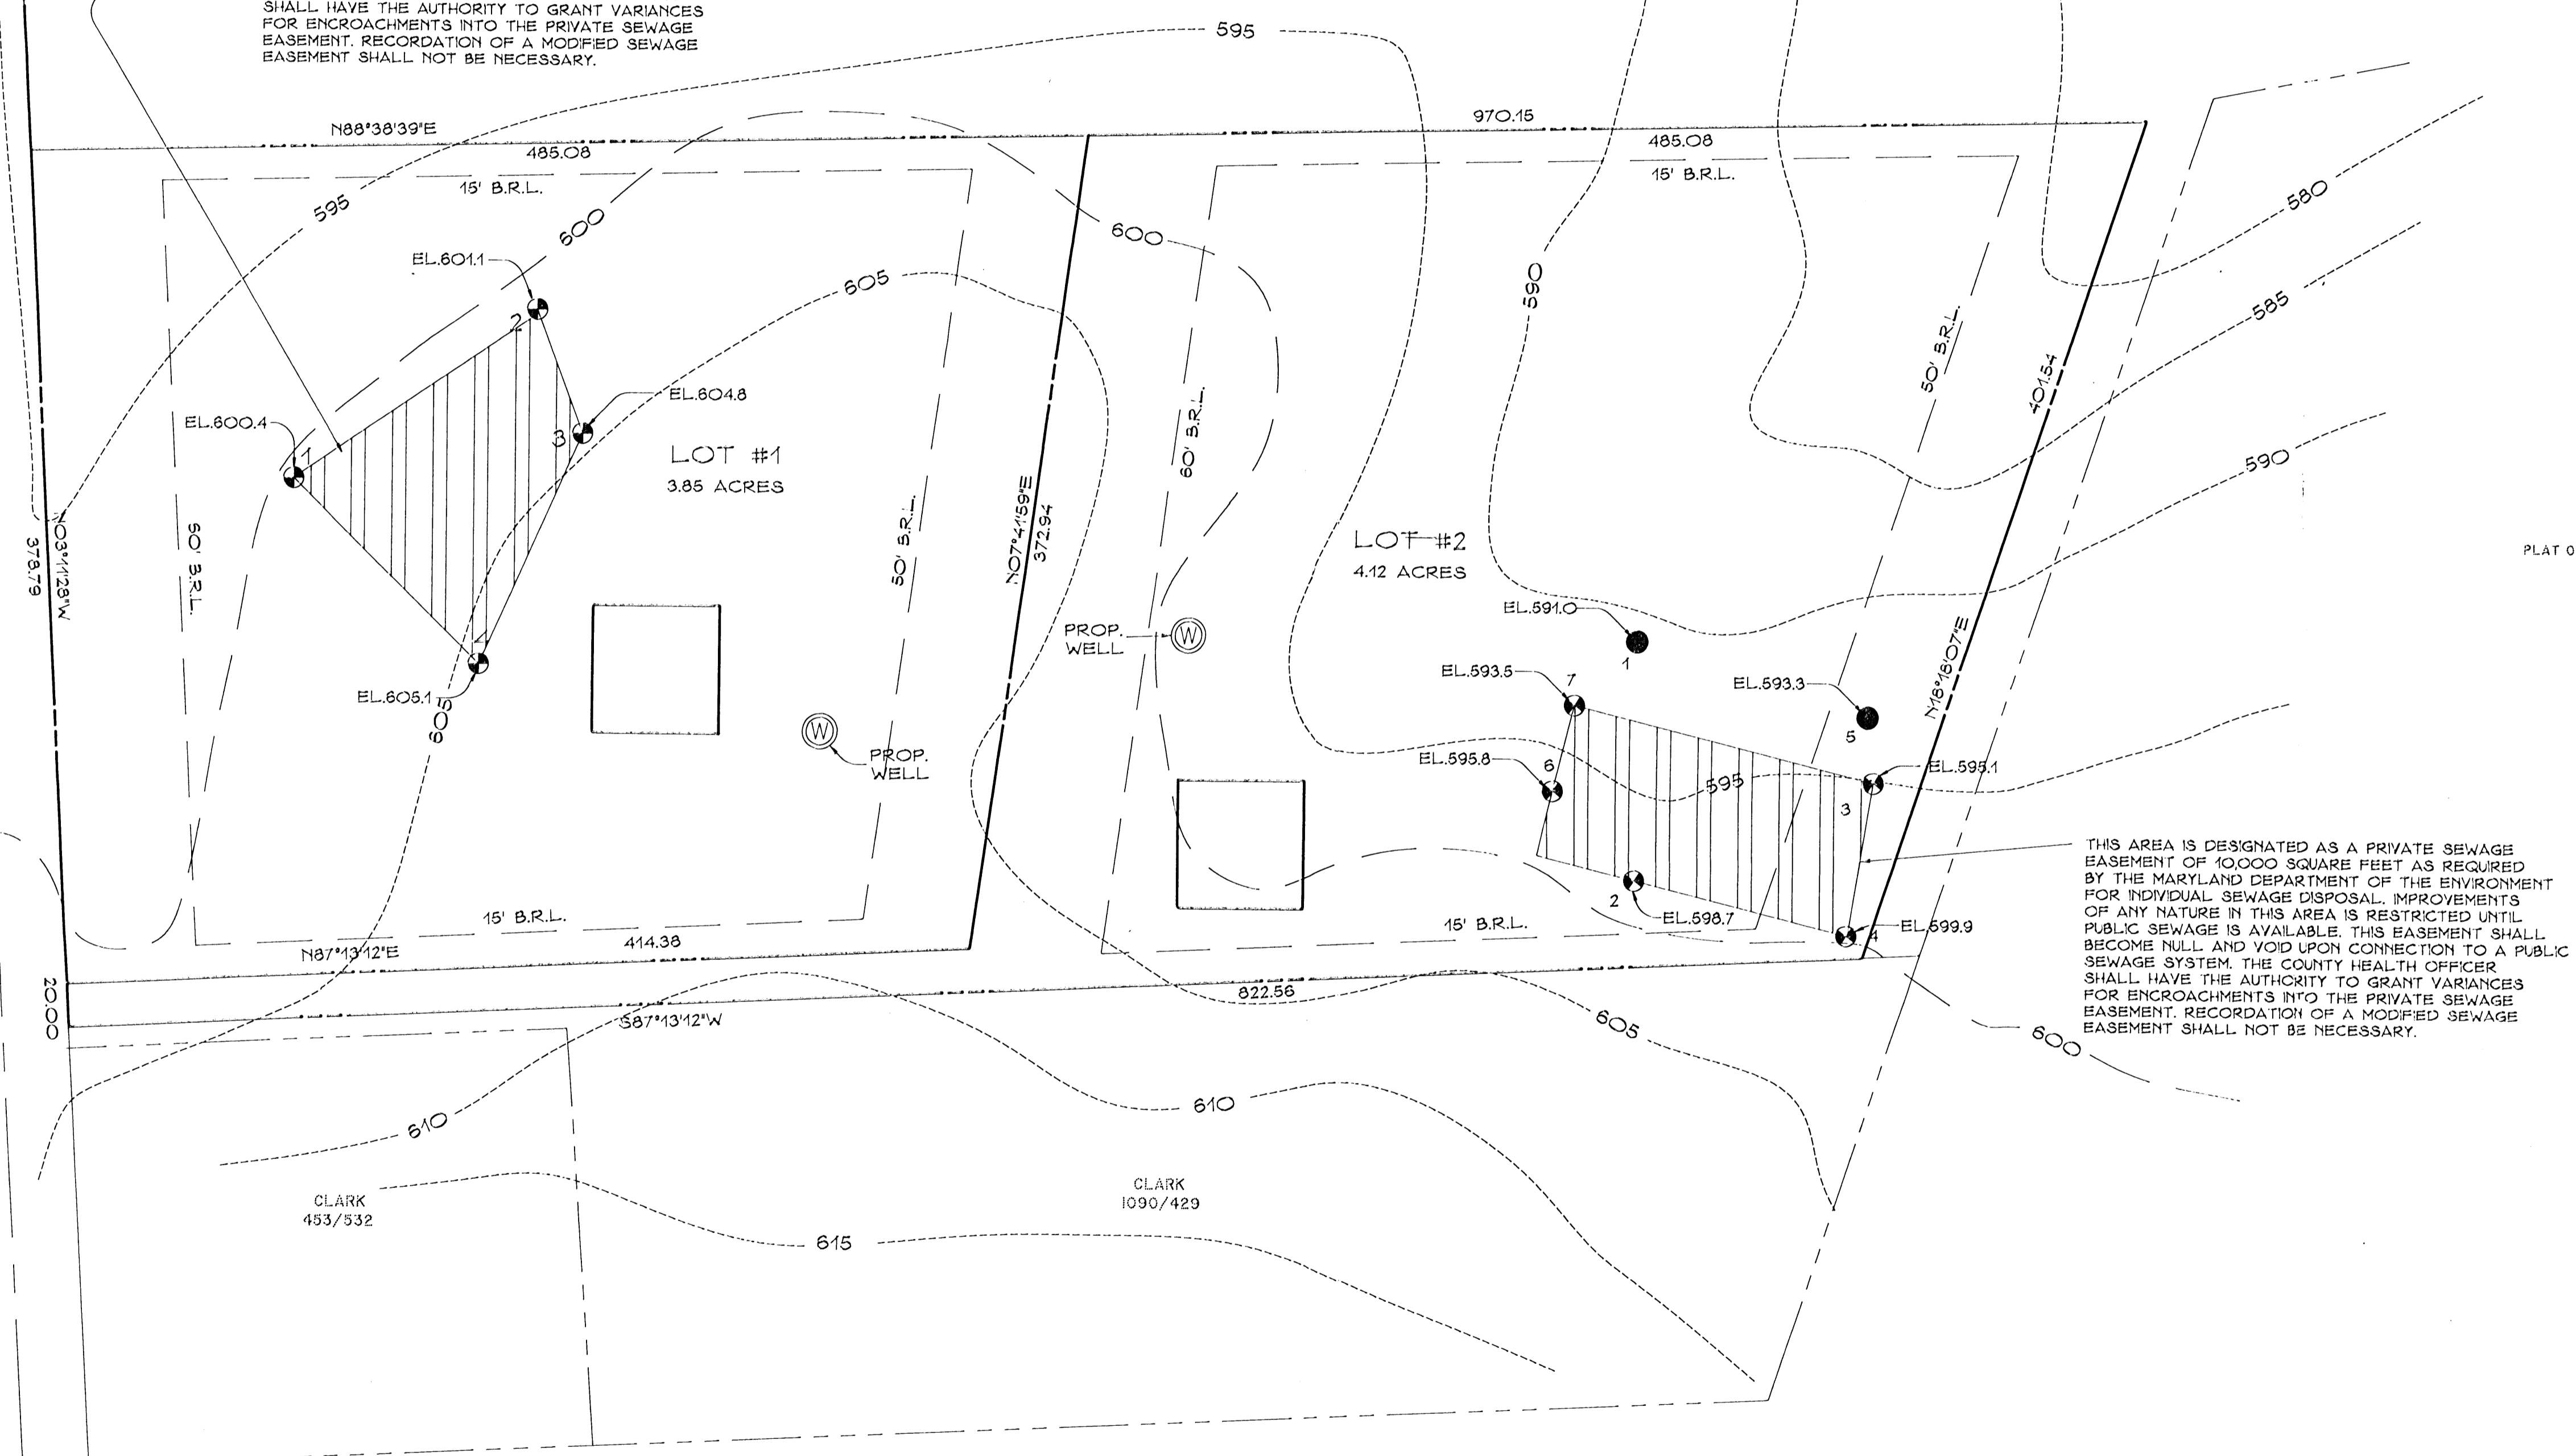 SHALL HAVE THE AUTHORITY TO GRANT VARIANCES
FOR ENCROACHMENTS INTO THE PRIVATE SEWAGE
EASEMENT. RECORDATION OF A MODIFIED SEWAGE
EASEMENT SHALL NOT BE NECESSARY.
595
N88°38'39"E
485.08
970.15
485.08
15' B.R.L.
15' B.R.L.
595
600
600
580
EL.601.1
2
605
590
585
EL.604.8
3
EL.600.4
1
LOT #1
3.85 ACRES
60' B.R.L.
50' B.R.L.
401.54
590
N03°11'28"W
378.79
50' B.R.L.
50' B.R.L.
N07°41'59"E
372.94
LOT #2
4.12 ACRES
PLAT O
EL.591.0
1
PROP.
WELL
W
4
EL.605.1
605
EL.593.5
7
EL.593.3
5
N18°18'07"E
W
PROP.
WELL
EL.595.8
6
595
EL.595.1
3
2
EL.598.7
EL.599.9
4
THIS AREA IS DESIGNATED AS A PRIVATE SEWAGE
EASEMENT OF 10,000 SQUARE FEET AS REQUIRED
BY THE MARYLAND DEPARTMENT OF THE ENVIRONMENT
FOR INDIVIDUAL SEWAGE DISPOSAL. IMPROVEMENTS
OF ANY NATURE IN THIS AREA IS RESTRICTED UNTIL
PUBLIC SEWAGE IS AVAILABLE. THIS EASEMENT SHALL
BECOME NULL AND VOID UPON CONNECTION TO A PUBLIC
SEWAGE SYSTEM. THE COUNTY HEALTH OFFICER
SHALL HAVE THE AUTHORITY TO GRANT VARIANCES
FOR ENCROACHMENTS INTO THE PRIVATE SEWAGE
EASEMENT. RECORDATION OF A MODIFIED SEWAGE
EASEMENT SHALL NOT BE NECESSARY.
15' B.R.L.
15' B.R.L.
N87°13'12"E
414.38
20.00
822.56
S87°13'12"W
605
600
610
610
CLARK
453/532
CLARK
1090/429
615